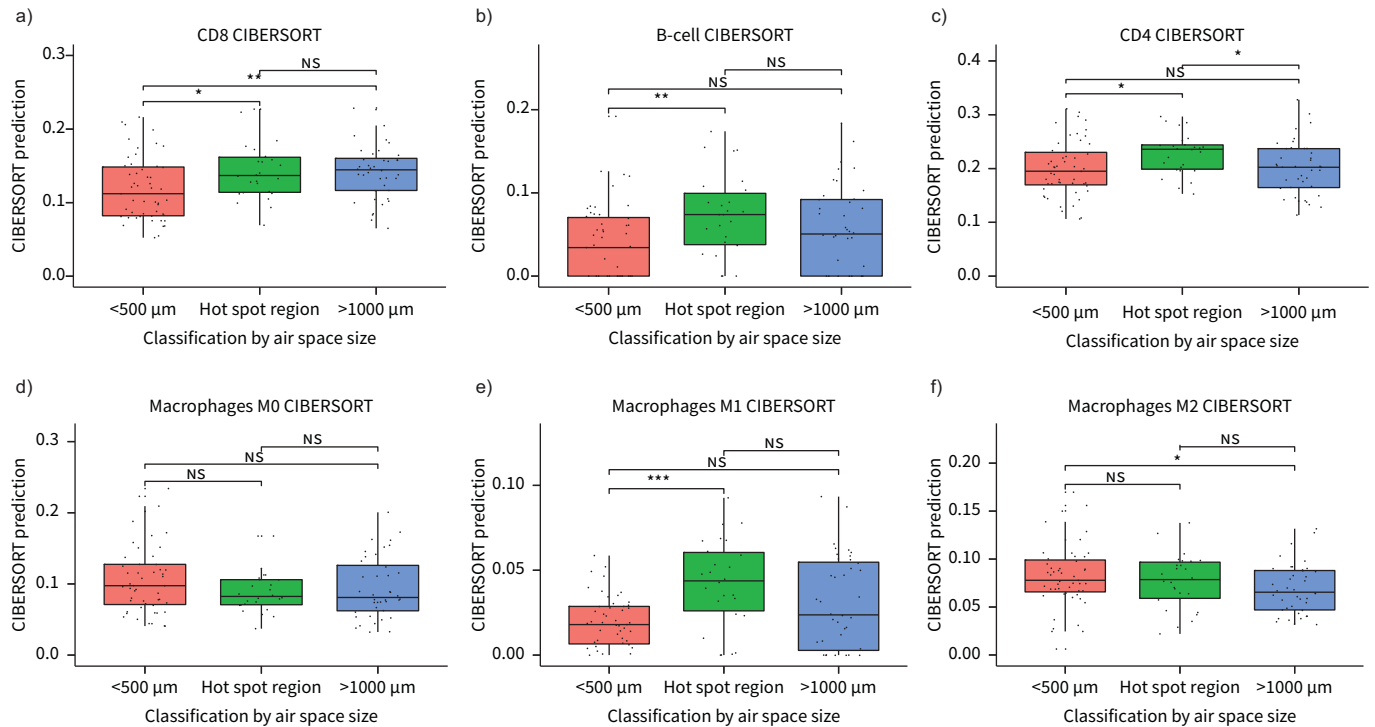 a)
CD8 CIBERSORT
CIBERSORT prediction
0.3
0.2
0.1
0.0
NS
**
*
<500 µm
Hot spot region
>1000 µm
Classification by air space size
b)
B-cell CIBERSORT
CIBERSORT prediction
0.2
0.1
0.0
NS
NS
**
<500 µm
Hot spot region
>1000 µm
Classification by air space size
c)
CD4 CIBERSORT
CIBERSORT prediction
0.4
0.3
0.2
0.1
0.0
*
NS
*
<500 µm
Hot spot region
>1000 µm
Classification by air space size
d)
Macrophages M0 CIBERSORT
CIBERSORT prediction
0.3
0.2
0.1
0.0
NS
NS
NS
<500 µm
Hot spot region
>1000 µm
Classification by air space size
e)
Macrophages M1 CIBERSORT
CIBERSORT prediction
0.10
0.05
0.00
NS
NS
***
<500 µm
Hot spot region
>1000 µm
Classification by air space size
f)
Macrophages M2 CIBERSORT
CIBERSORT prediction
0.20
0.15
0.10
0.05
0.00
NS
*
NS
<500 µm
Hot spot region
>1000 µm
Classification by air space size